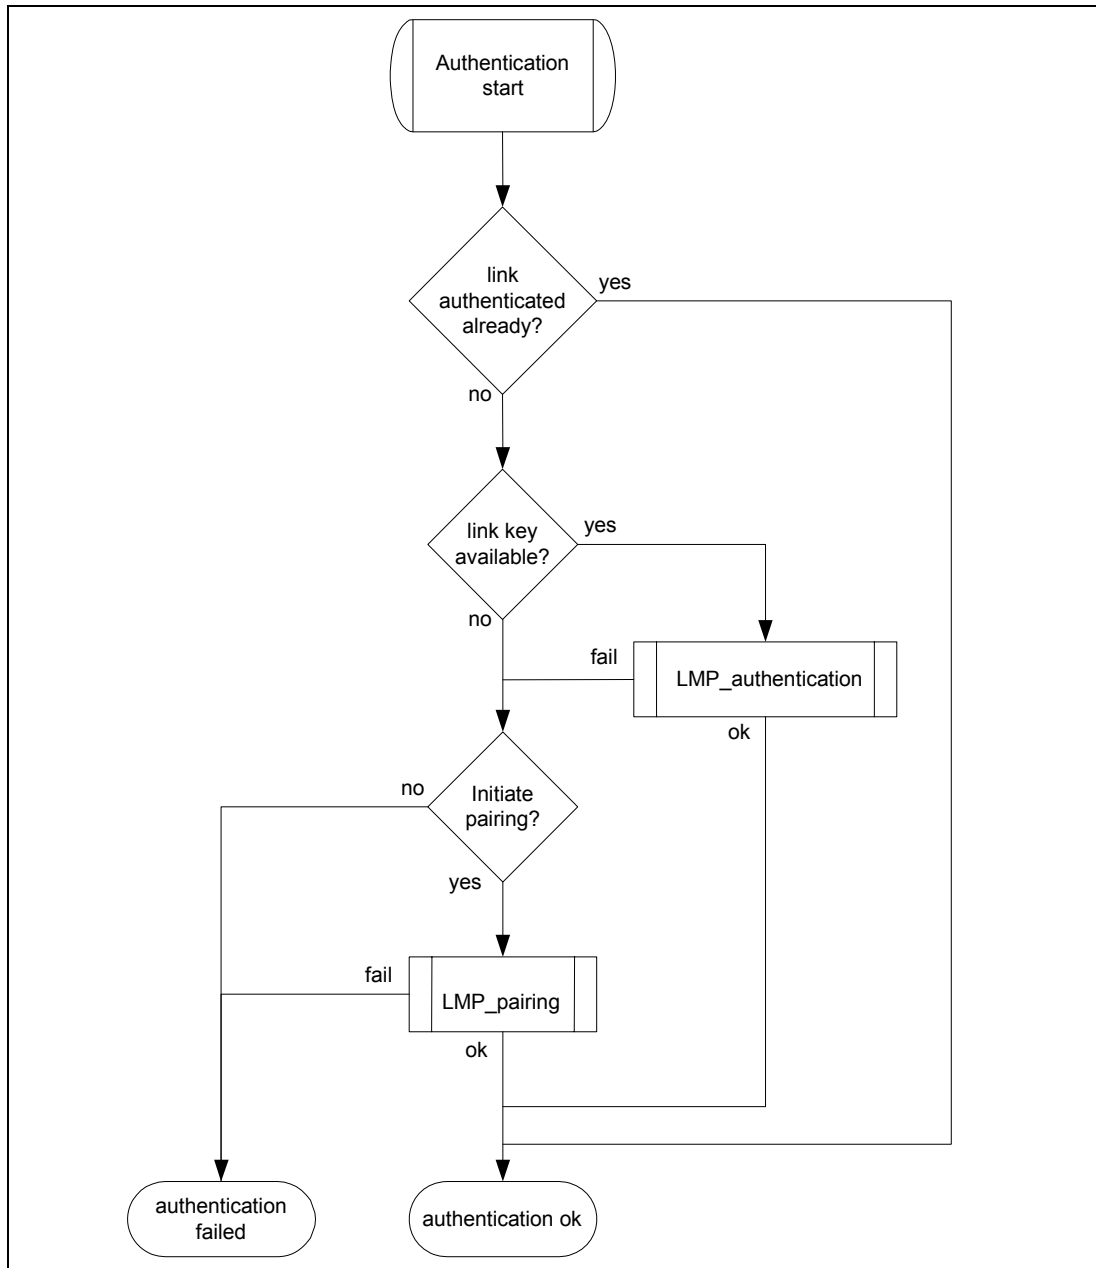 Authentication
start
link
authenticated
already?
yes
no
link key
available?
yes
no
fail
LMP_authentication
ok
no
Initiate
pairing?
yes
fail
LMP_pairing
ok
authentication
failed
authentication ok